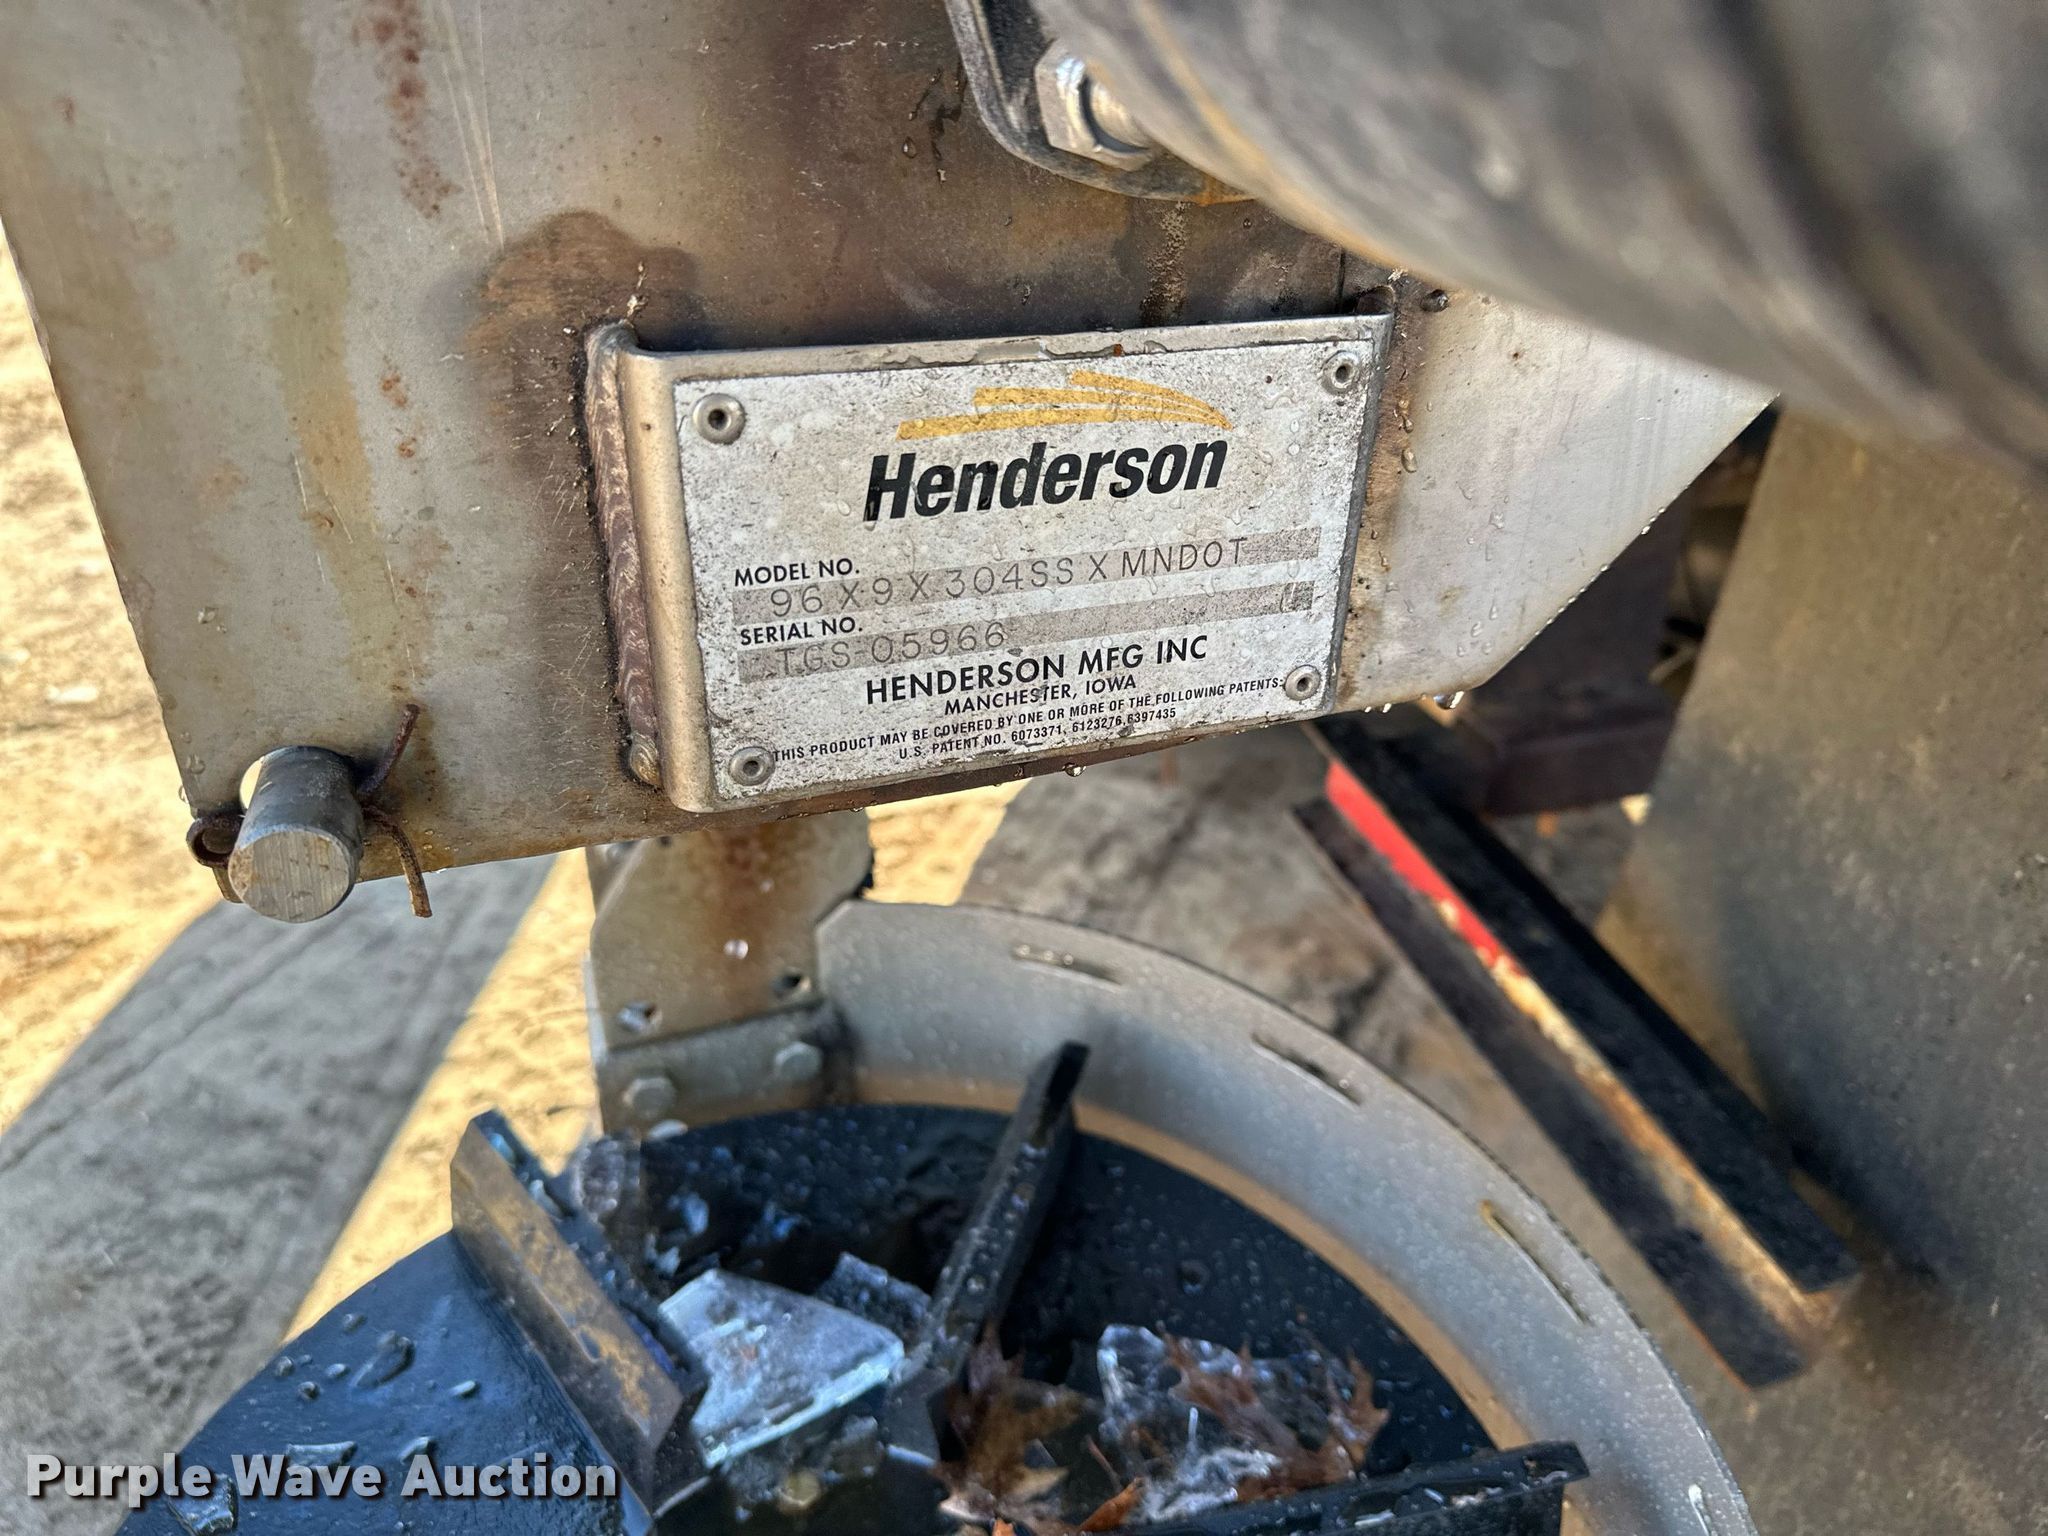 Henderson
MODEL NO.
96 X 9 X 304SS X MNDOT
SERIAL NO.
TGS-05966
HENDERSON MFG INC
MANCHESTER, IOWA
THIS PRODUCT MAY BE COVERED BY ONE OR MORE OF THE FOLLOWING PATENTS:
U.S. PATENT NO. 6073371, 6123276,6397435
Purple Wave Auction